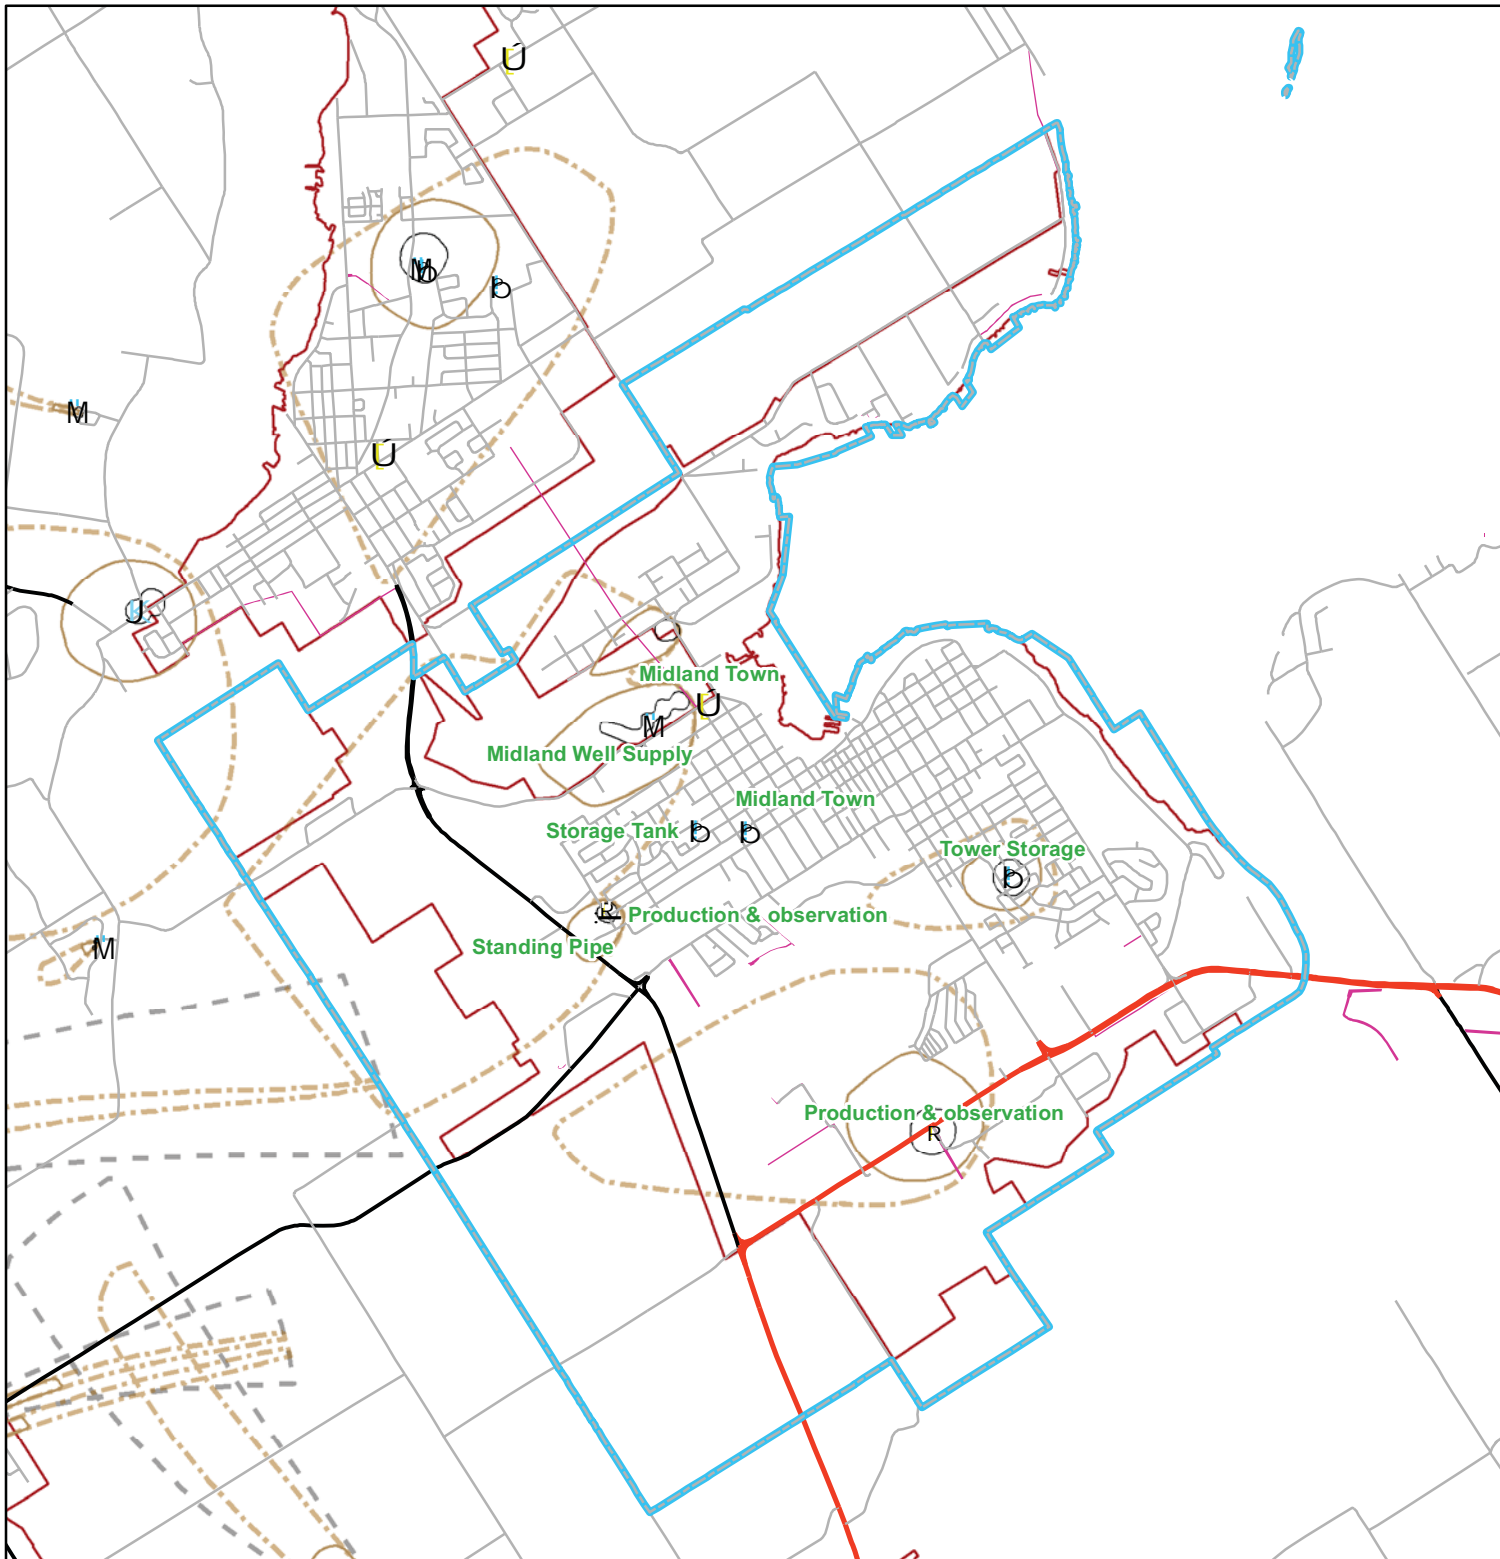 Ú
M
b
b
M
Ú
U
Midland Town
Ú
M
Midland Well Supply
Midland Town
Storage Tank
b
b
Tower Storage
b
R
Production & observation
Standing Pipe
M
Production & observation
R